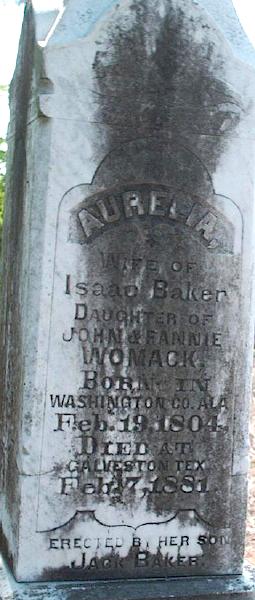 AURELIA,
WIFE OF
Isaac Baker
DAUGHTER OF
JOHN & FANNIE
WOMACK.
BORN IN
WASHINGTON CO. ALA
Feb. 19, 1804.
DIED AT
GALVESTON TEX
Feb. 7, 1881
ERECTED BY HER SON
JACK BAKER.